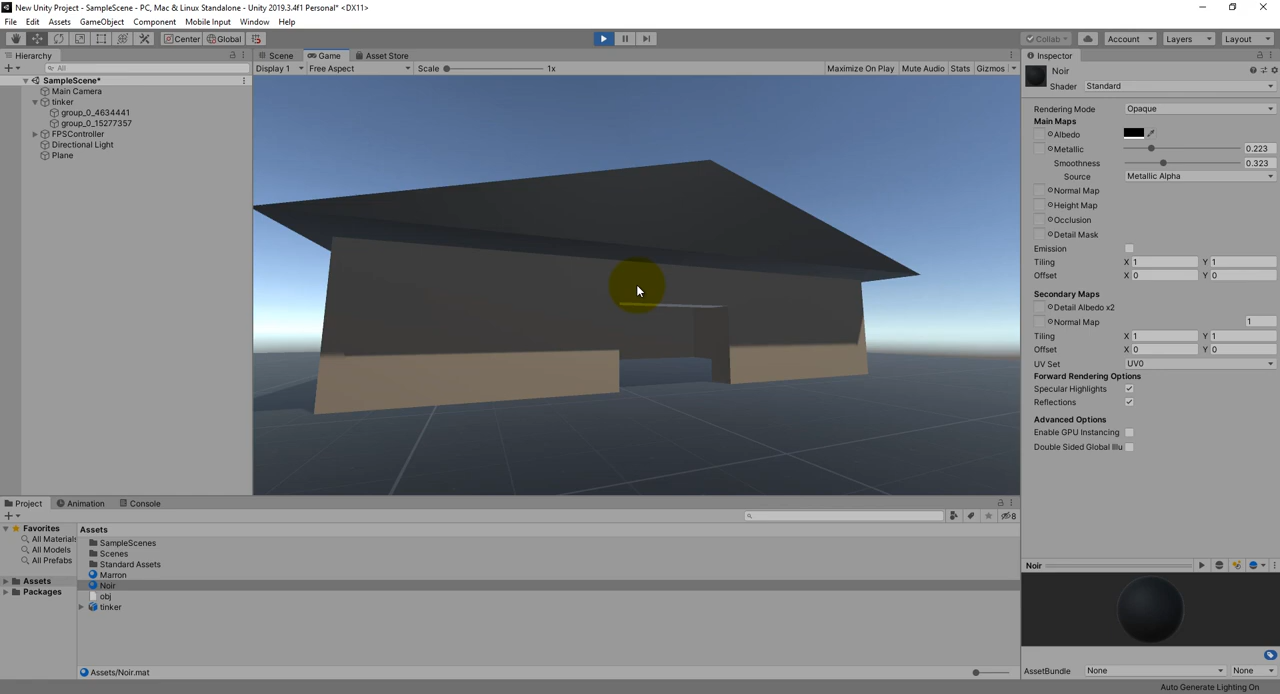 New Unity Project - SampleScene - PC, Mac & Linux Standalone - Unity 2019.3.4f1 Personal* <DX11>
File Edit Assets GameObject Component Mobile Input Window Help
Center Global Collab Account Layers Layout
Hierarchy Scene Game Asset Store Inspector
All Display 1 Free Aspect Scale 1x Maximize On Play Mute Audio Stats Gizmos
SampleScene*
Main Camera
tinker
group_0_4634441
group_0_15277357
FPSController
Directional Light
Plane
Noir
Shader Standard
Rendering Mode Opaque
Main Maps
Albedo
Metallic 0.223
Smoothness 0.323
Source Metallic Alpha
Normal Map
Height Map
Occlusion
Detail Mask
Emission
Tiling X 1 Y 1
Offset X 0 Y 0
Secondary Maps
Detail Albedo x2
Normal Map 1
Tiling X 1 Y 1
Offset X 0 Y 0
UV Set UV0
Forward Rendering Options
Specular Highlights
Reflections
Advanced Options
Enable GPU Instancing
Double Sided Global Illu
Project Animation Console
8
Favorites
All Materials
All Models
All Prefabs
Assets
Packages
Assets
SampleScenes
Scenes
Standard Assets
Marron
Noir
obj
tinker
Assets/Noir.mat
Noir
AssetBundle None None
Auto Generate Lighting On